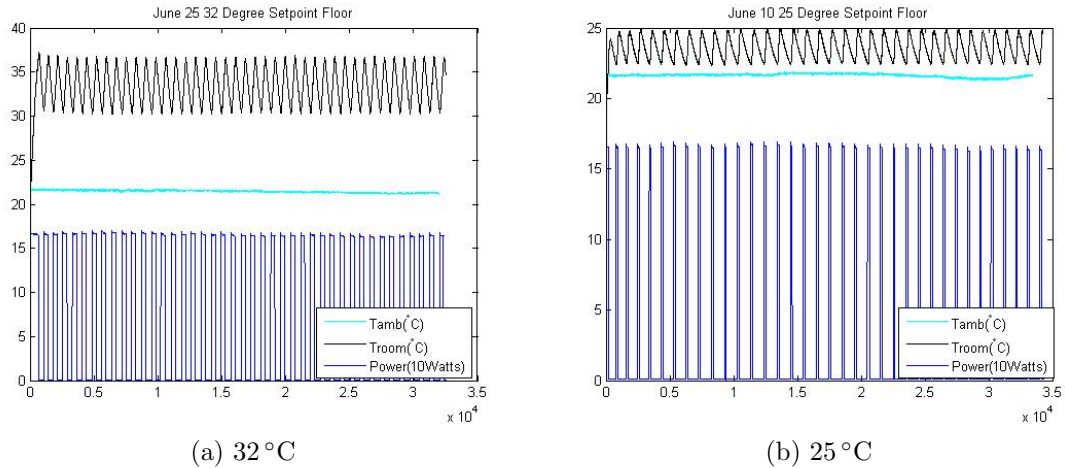 June 25 32 Degree Setpoint Floor
40
35
30
25
20
15
10
5
0
0 0.5 1 1.5 2 2.5 3 3.5
x 10^4
Tamb(°C)
Troom(°C)
Power(10Watts)
(a) 32 °C
June 10 25 Degree Setpoint Floor
25
20
15
10
5
0
0 0.5 1 1.5 2 2.5 3 3.5
x 10^4
Tamb(°C)
Troom(°C)
Power(10Watts)
(b) 25 °C